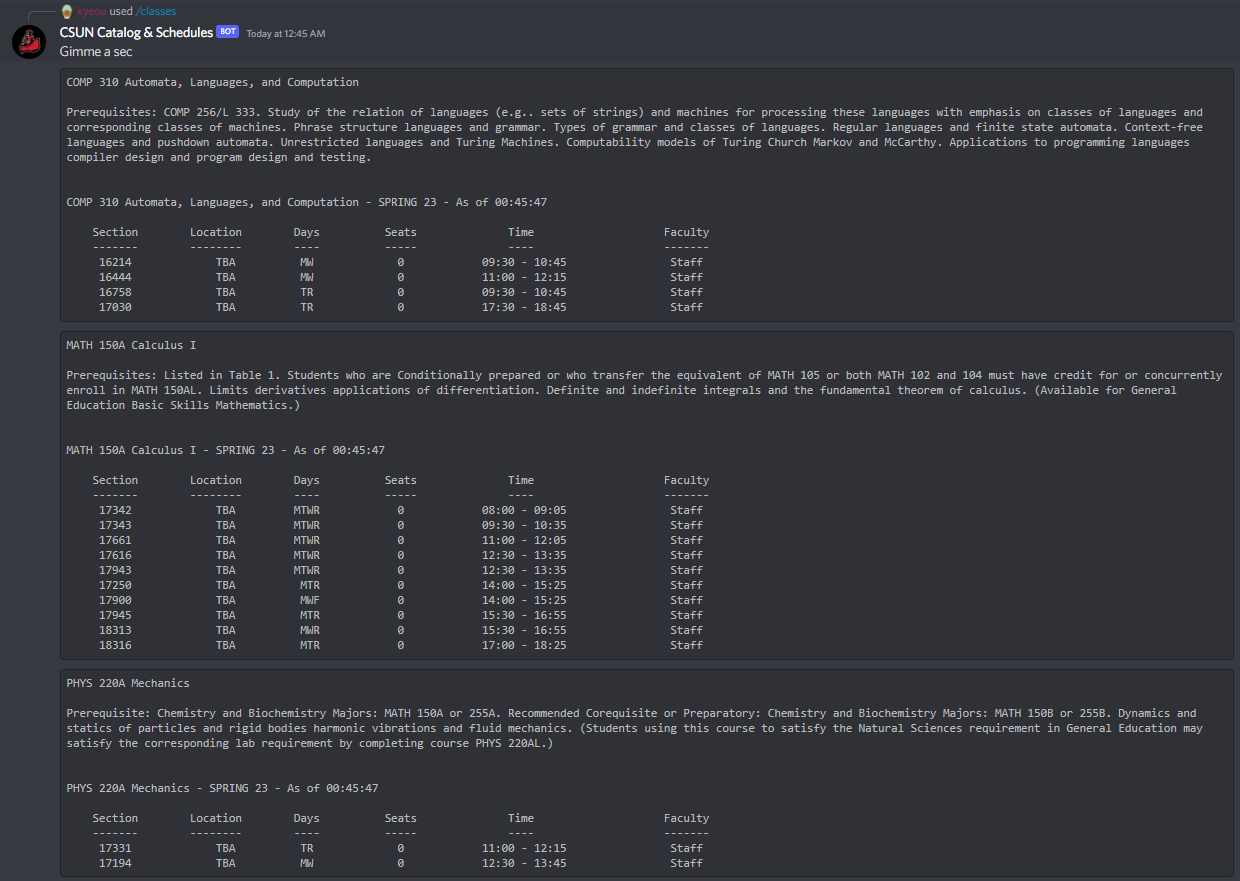 kyeou used /classes
CSUN Catalog & Schedules BOT Today at 12:45 AM
Gimme a sec
COMP 310 Automata, Languages, and Computation
Prerequisites: COMP 256/L 333. Study of the relation of languages (e.g.. sets of strings) and machines for processing these languages with emphasis on classes of languages and
corresponding classes of machines. Phrase structure languages and grammar. Types of grammar and classes of languages. Regular languages and finite state automata. Context-free
languages and pushdown automata. Unrestricted languages and Turing Machines. Computability models of Turing Church Markov and McCarthy. Applications to programming languages
compiler design and program design and testing.
COMP 310 Automata, Languages, and Computation - SPRING 23 - As of 00:45:47
Section Location Days Seats Time Faculty
------- -------- ---- ----- ---- -------
16214 TBA MW 0 09:30 - 10:45 Staff
16444 TBA MW 0 11:00 - 12:15 Staff
16758 TBA TR 0 09:30 - 10:45 Staff
17030 TBA TR 0 17:30 - 18:45 Staff
MATH 150A Calculus I
Prerequisites: Listed in Table 1. Students who are Conditionally prepared or who transfer the equivalent of MATH 105 or both MATH 102 and 104 must have credit for or concurrently
enroll in MATH 150AL. Limits derivatives applications of differentiation. Definite and indefinite integrals and the fundamental theorem of calculus. (Available for General
Education Basic Skills Mathematics.)
MATH 150A Calculus I - SPRING 23 - As of 00:45:47
Section Location Days Seats Time Faculty
------- -------- ---- ----- ---- -------
17342 TBA MTWR 0 08:00 - 09:05 Staff
17343 TBA MTWR 0 09:30 - 10:35 Staff
17661 TBA MTWR 0 11:00 - 12:05 Staff
17616 TBA MTWR 0 12:30 - 13:35 Staff
17943 TBA MTWR 0 12:30 - 13:35 Staff
17250 TBA MTR 0 14:00 - 15:25 Staff
17900 TBA MWF 0 14:00 - 15:25 Staff
17945 TBA MTR 0 15:30 - 16:55 Staff
18313 TBA MWR 0 15:30 - 16:55 Staff
18316 TBA MTR 0 17:00 - 18:25 Staff
PHYS 220A Mechanics
Prerequisite: Chemistry and Biochemistry Majors: MATH 150A or 255A. Recommended Corequisite or Preparatory: Chemistry and Biochemistry Majors: MATH 150B or 255B. Dynamics and
statics of particles and rigid bodies harmonic vibrations and fluid mechanics. (Students using this course to satisfy the Natural Sciences requirement in General Education may
satisfy the corresponding lab requirement by completing course PHYS 220AL.)
PHYS 220A Mechanics - SPRING 23 - As of 00:45:47
Section Location Days Seats Time Faculty
------- -------- ---- ----- ---- -------
17331 TBA TR 0 11:00 - 12:15 Staff
17194 TBA MW 0 12:30 - 13:45 Staff